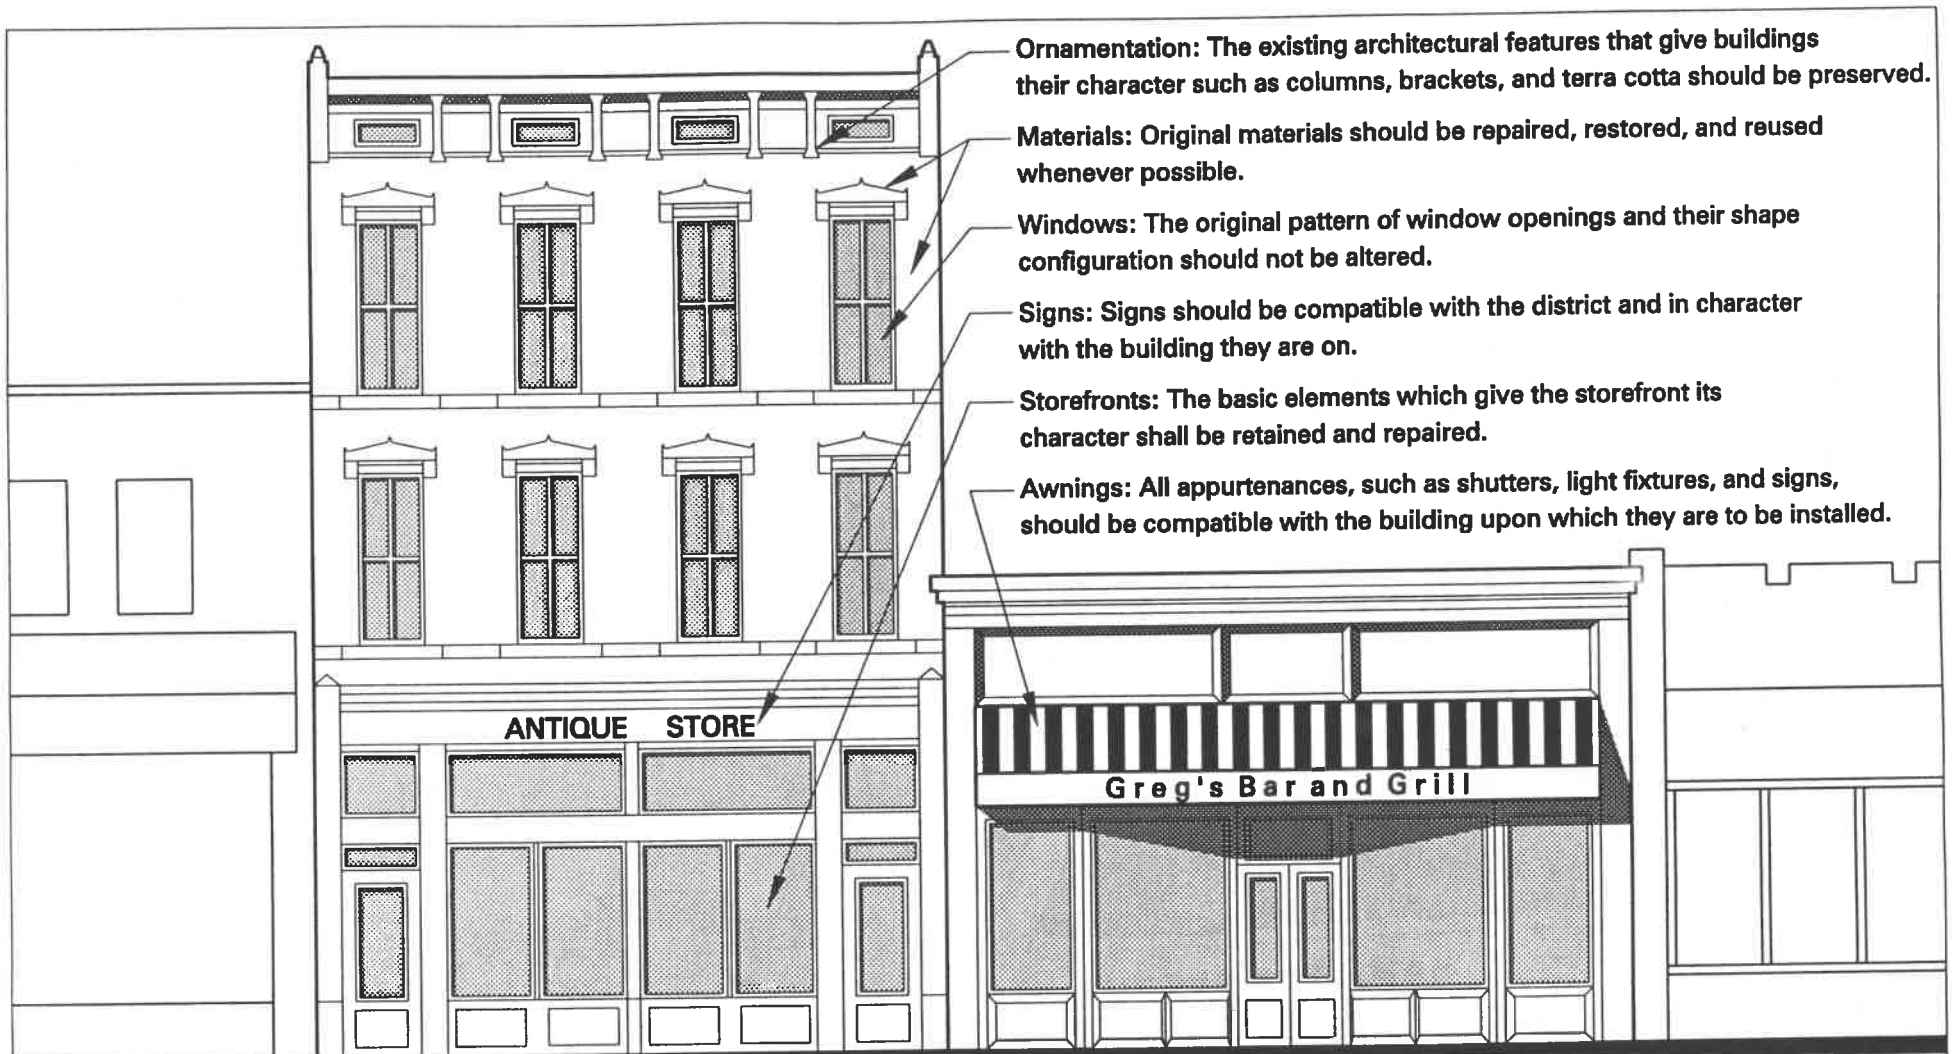 Ornamentation: The existing architectural features that give buildings
their character such as columns, brackets, and terra cotta should be preserved.
Materials: Original materials should be repaired, restored, and reused
whenever possible.
Windows: The original pattern of window openings and their shape
configuration should not be altered.
Signs: Signs should be compatible with the district and in character
with the building they are on.
Storefronts: The basic elements which give the storefront its
character shall be retained and repaired.
Awnings: All appurtenances, such as shutters, light fixtures, and signs,
should be compatible with the building upon which they are to be installed.
ANTIQUE STORE
Greg's Bar and Grill